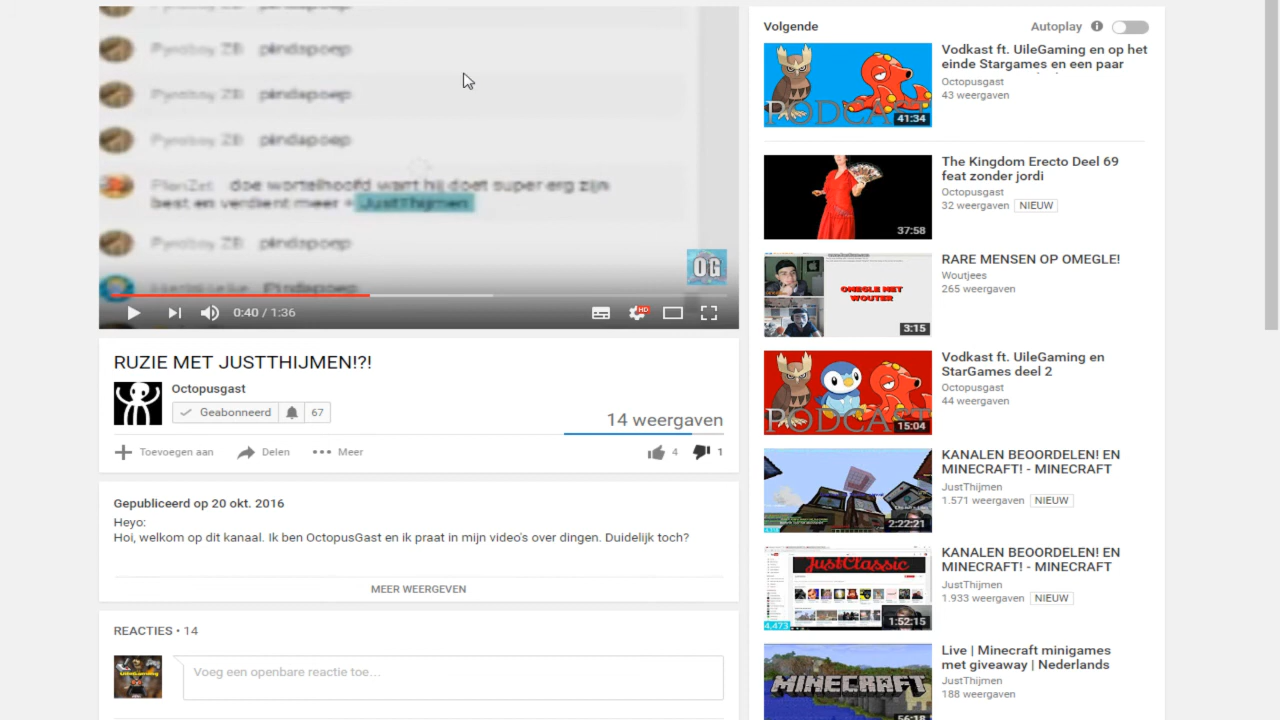 Pyroboy ZB pindapoep
Pyroboy ZB pindapoep
Pyroboy ZB pindapoep
doe wortelhoofd want hij doet super erg zijn
best en verdient meer + JustThijmen
Pyroboy ZB pindapoep
Pindapoep
OG
0:40 / 1:36
HD
RUZIE MET JUSTTHIJMEN!?!
Octopusgast
Geabonneerd 67
14 weergaven
Toevoegen aan Delen Meer 4 1
Gepubliceerd op 20 okt. 2016
Heyo:
Hoi, welkom op dit kanaal. Ik ben OctopusGast en ik praat in mijn video's over dingen. Duidelijk toch?
MEER WEERGEVEN
REACTIES • 14
Voeg een openbare reactie toe...
Volgende Autoplay
PODCAST
41:34
Vodkast ft. UileGaming en op het
einde Stargames en een paar
Octopusgast
43 weergaven
37:58
The Kingdom Erecto Deel 69
feat zonder jordi
Octopusgast
32 weergaven NIEUW
OMEGLE MET
WOUTER
3:15
RARE MENSEN OP OMEGLE!
Woutjees
265 weergaven
PODCAST
15:04
Vodkast ft. UileGaming en
StarGames deel 2
Octopusgast
44 weergaven
2:22:21
KANALEN BEOORDELEN! EN
MINECRAFT! - MINECRAFT
JustThijmen
1.571 weergaven NIEUW
JustClassic
4.473
1:52:15
KANALEN BEOORDELEN! EN
MINECRAFT! - MINECRAFT
JustThijmen
1.933 weergaven NIEUW
MINECRAFT
56:18
Live | Minecraft minigames
met giveaway | Nederlands
JustThijmen
188 weergaven